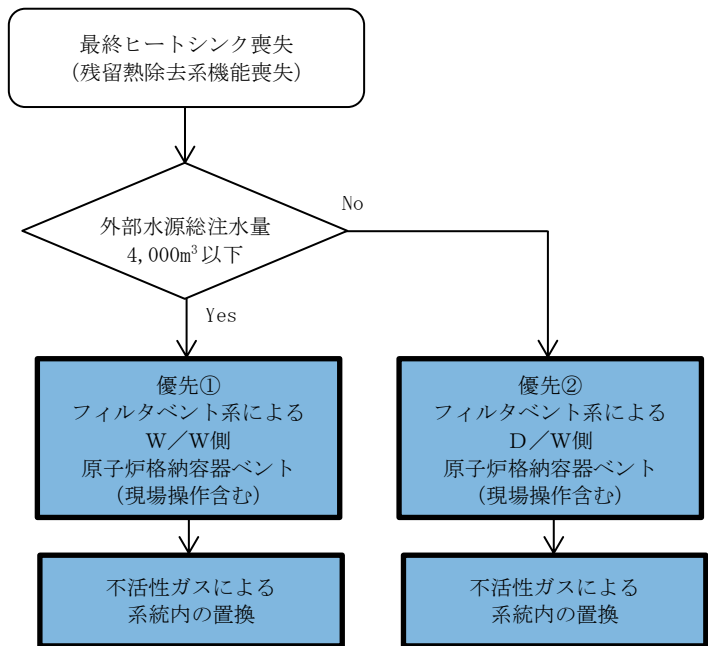 最終ヒートシンク喪失
(残留熱除去系機能喪失)
外部水源総注水量
4,000m³以下
No
Yes
優先①
フィルタベント系による
W／W側
原子炉格納容器ベント
(現場操作含む)
優先②
フィルタベント系による
D／W側
原子炉格納容器ベント
(現場操作含む)
不活性ガスによる
系統内の置換
不活性ガスによる
系統内の置換